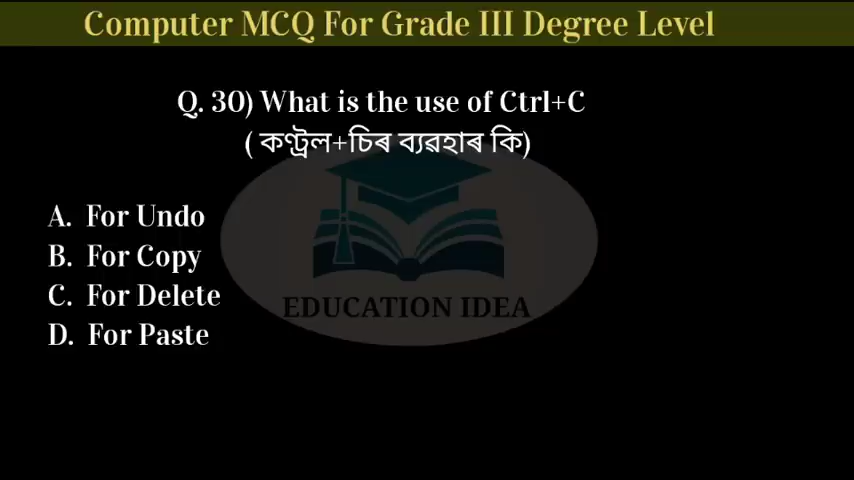 Computer MCQ For Grade III Degree Level
Q. 30) What is the use of Ctrl+C
( কণ্ট্ৰল+চিৰ ব্যৱহাৰ কি)
A. For Undo
B. For Copy
C. For Delete
D. For Paste
EDUCATION IDEA